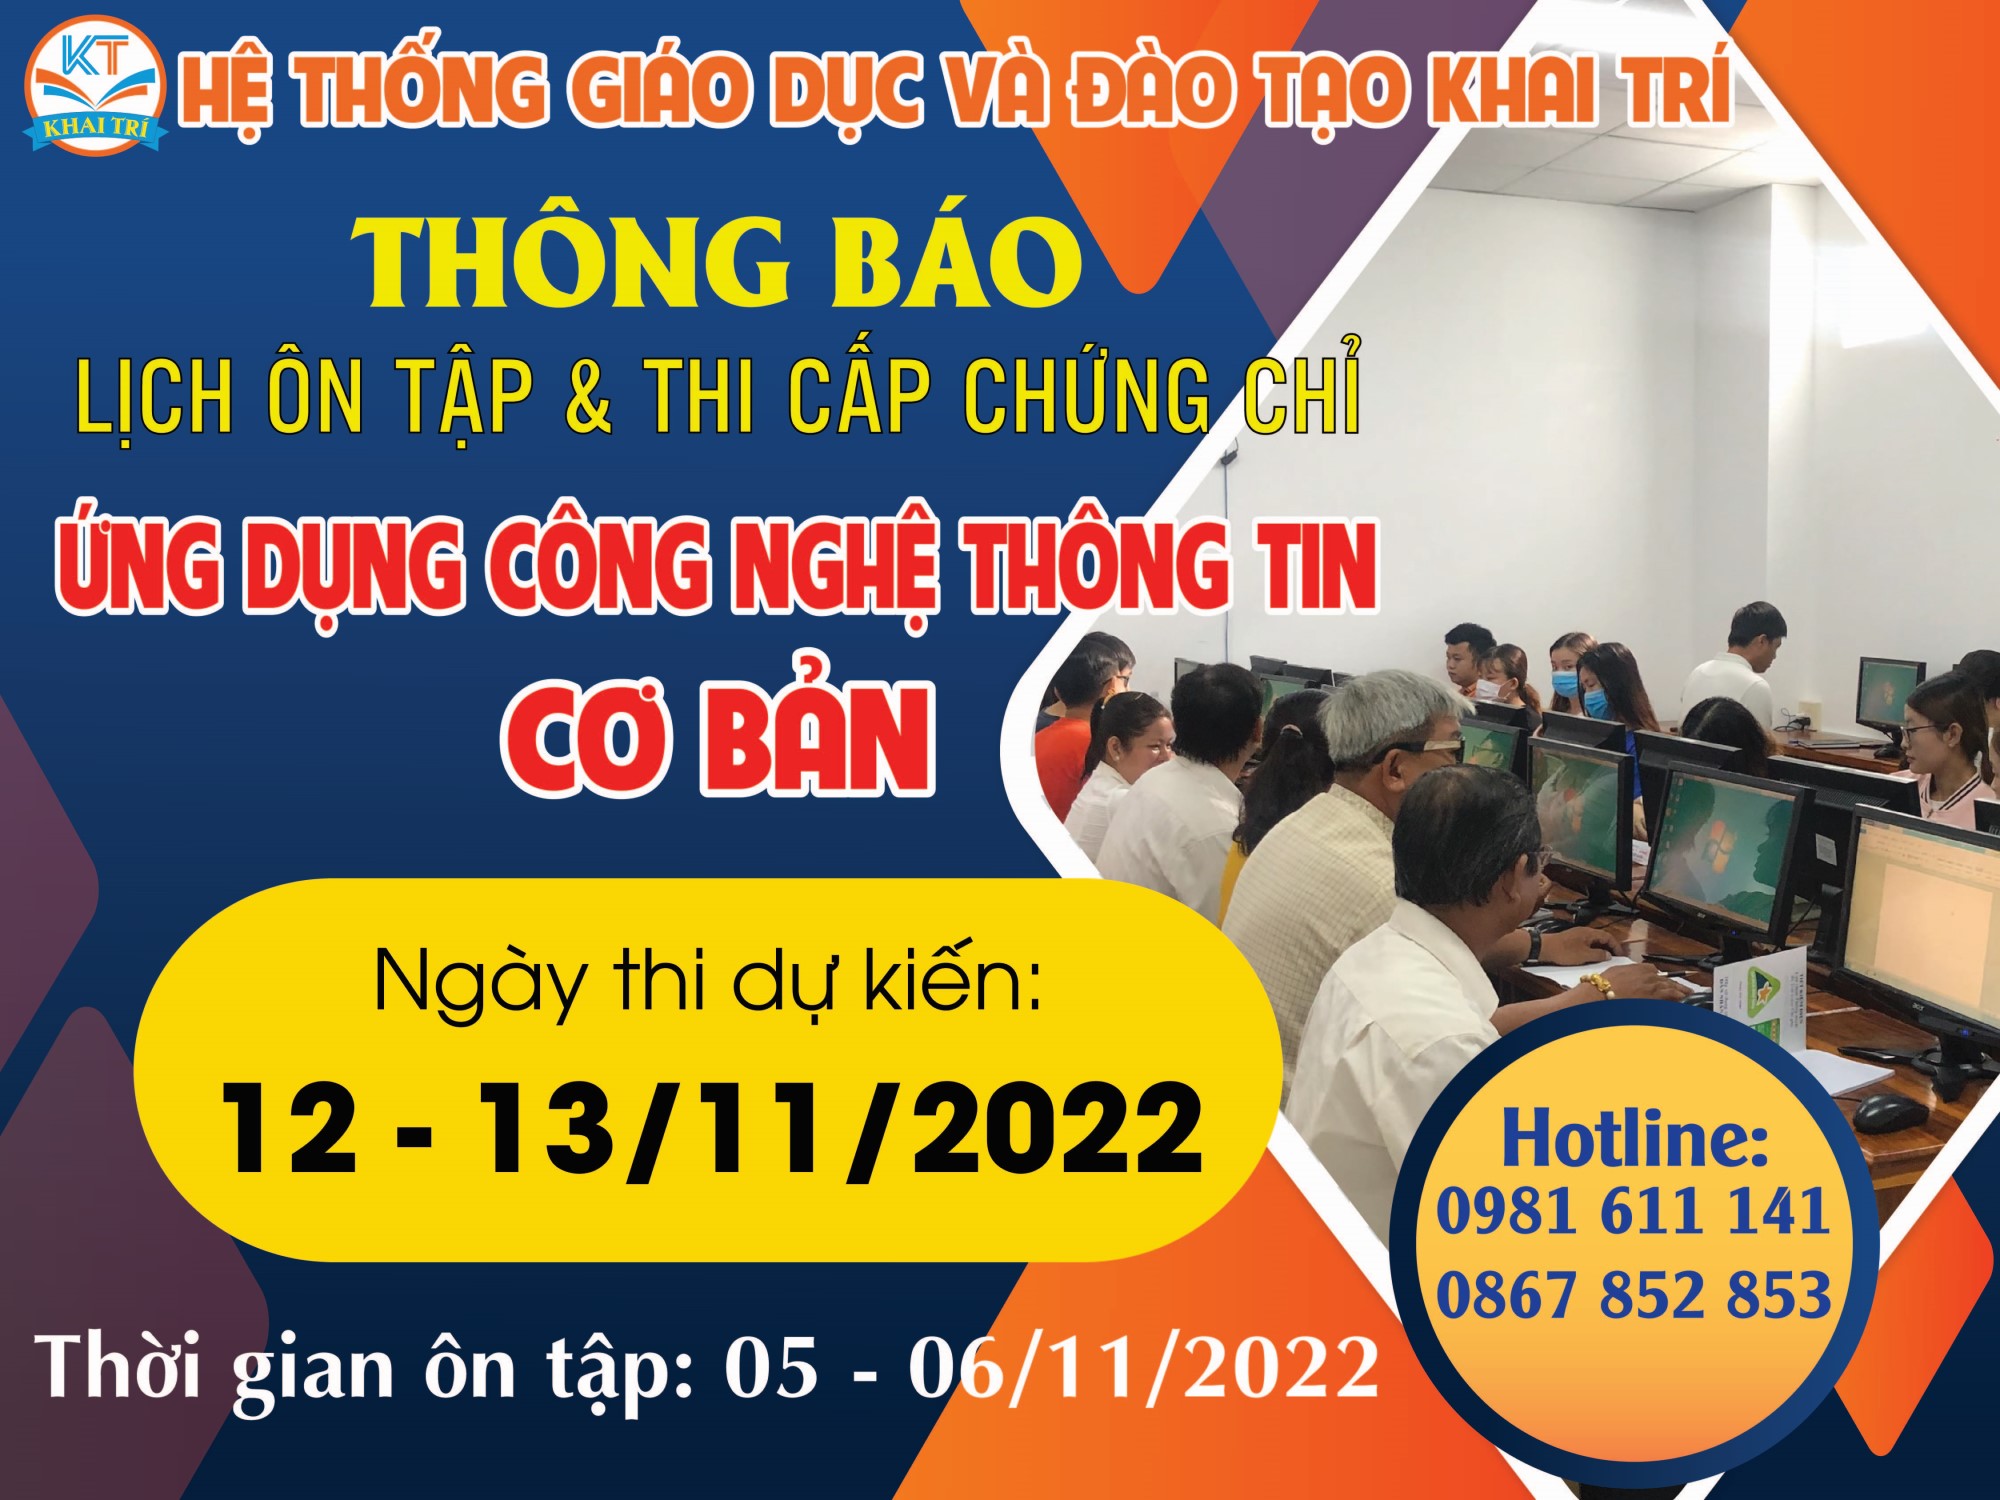 KT
KHAI TRÍ
HỆ THỐNG GIÁO DỤC VÀ ĐÀO TẠO KHAI TRÍ
THÔNG BÁO
LỊCH ÔN TẬP & THI CẤP CHỨNG CHỈ
ỨNG DỤNG CÔNG NGHỆ THÔNG TIN
CƠ BẢN
Ngày thi dự kiến:
12 - 13/11/2022
Hotline:
0981 611 141
0867 852 853
Thời gian ôn tập: 05 - 06/11/2022